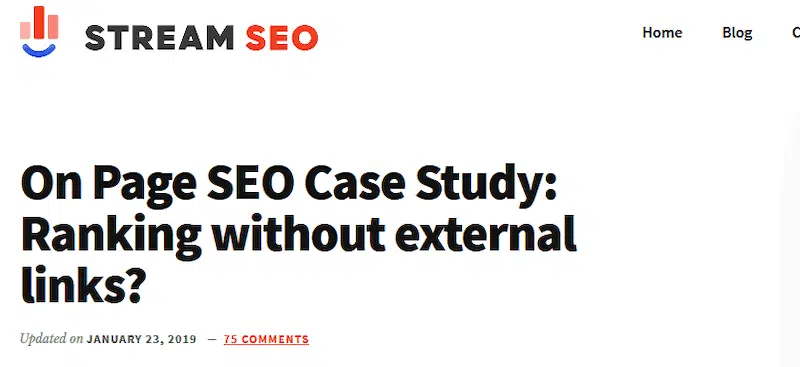 STREAM SEO
Home Blog C
On Page SEO Case Study:
Ranking without external
links?
Updated on JANUARY 23, 2019 — 75 COMMENTS